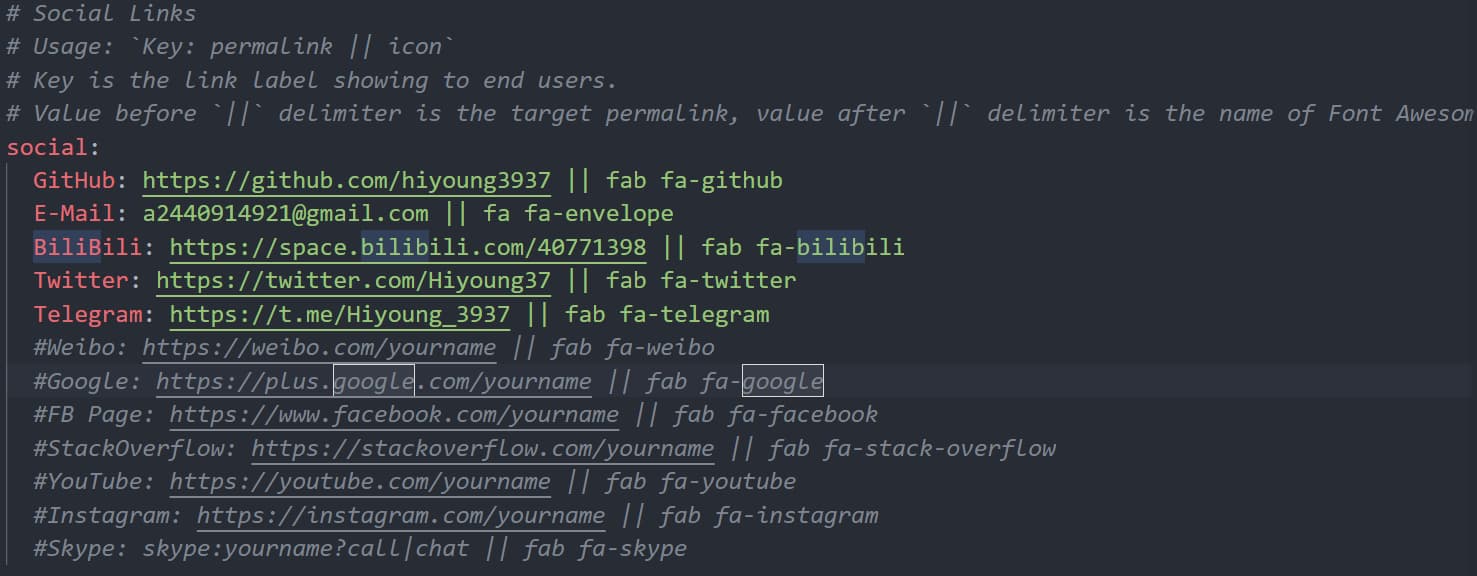 # Social Links
# Usage: `Key: permalink || icon`
# Key is the link label showing to end users.
# Value before `||` delimiter is the target permalink, value after `||` delimiter is the name of Font Awesom
social:
  GitHub: https://github.com/hiyoung3937 || fab fa-github
  E-Mail: a2440914921@gmail.com || fa fa-envelope
  BiliBili: https://space.bilibili.com/40771398 || fab fa-bilibili
  Twitter: https://twitter.com/Hiyoung37 || fab fa-twitter
  Telegram: https://t.me/Hiyoung_3937 || fab fa-telegram
  #Weibo: https://weibo.com/yourname || fab fa-weibo
  #Google: https://plus.google.com/yourname || fab fa-google
  #FB Page: https://www.facebook.com/yourname || fab fa-facebook
  #StackOverflow: https://stackoverflow.com/yourname || fab fa-stack-overflow
  #YouTube: https://youtube.com/yourname || fab fa-youtube
  #Instagram: https://instagram.com/yourname || fab fa-instagram
  #Skype: skype:yourname?call|chat || fab fa-skype